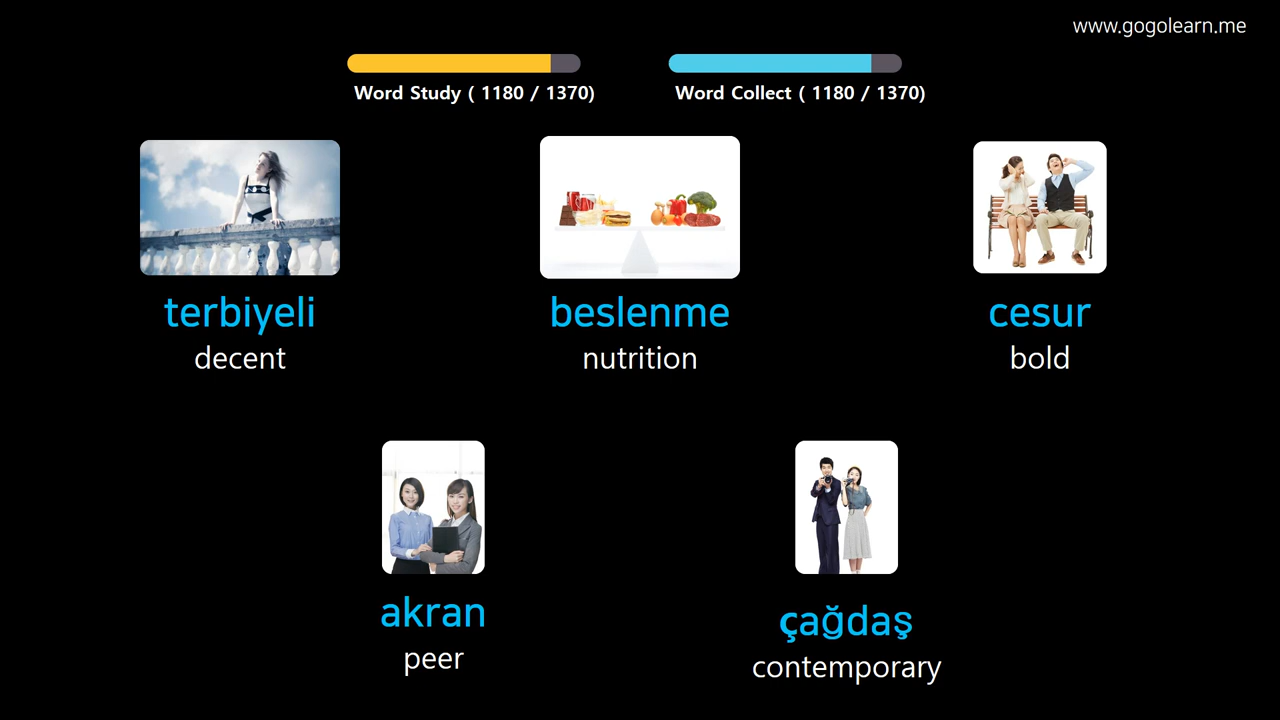 www.gogolearn.me
Word Study ( 1180 / 1370)
Word Collect ( 1180 / 1370)
terbiyeli
decent
beslenme
nutrition
cesur
bold
akran
peer
çağdaş
contemporary